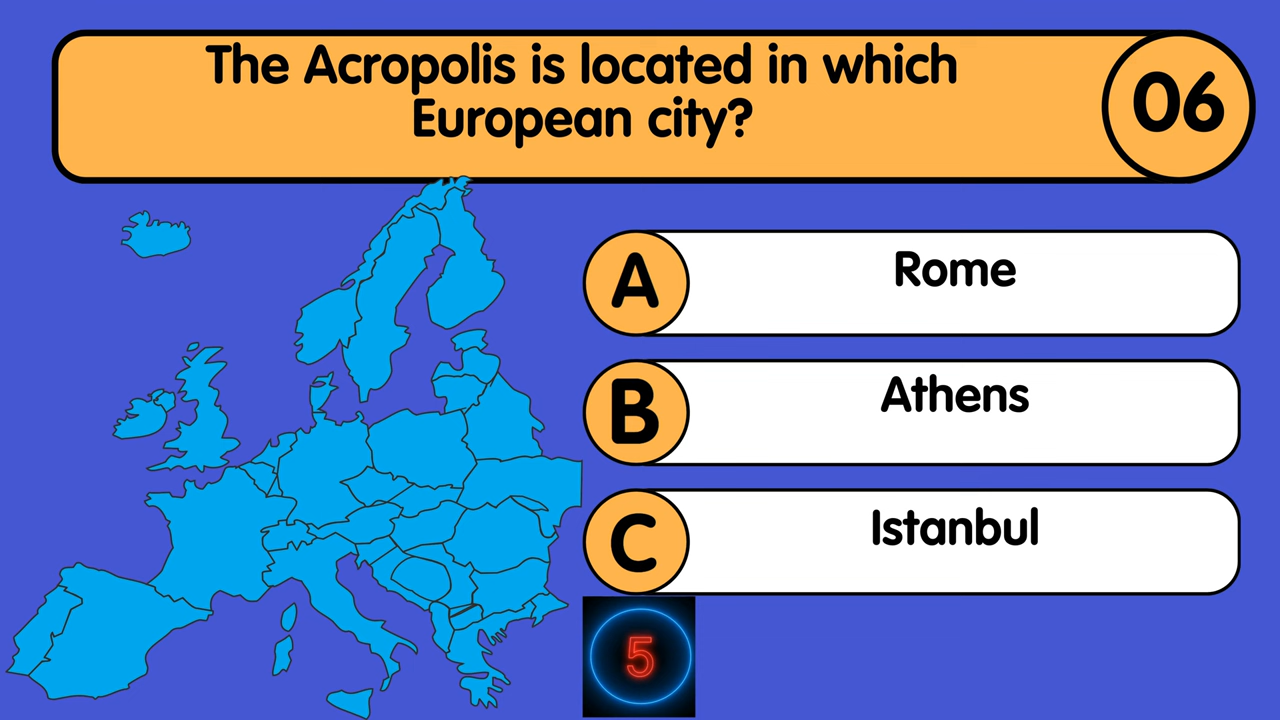 The Acropolis is located in which
European city?
06
A
Rome
B
Athens
C
Istanbul
5